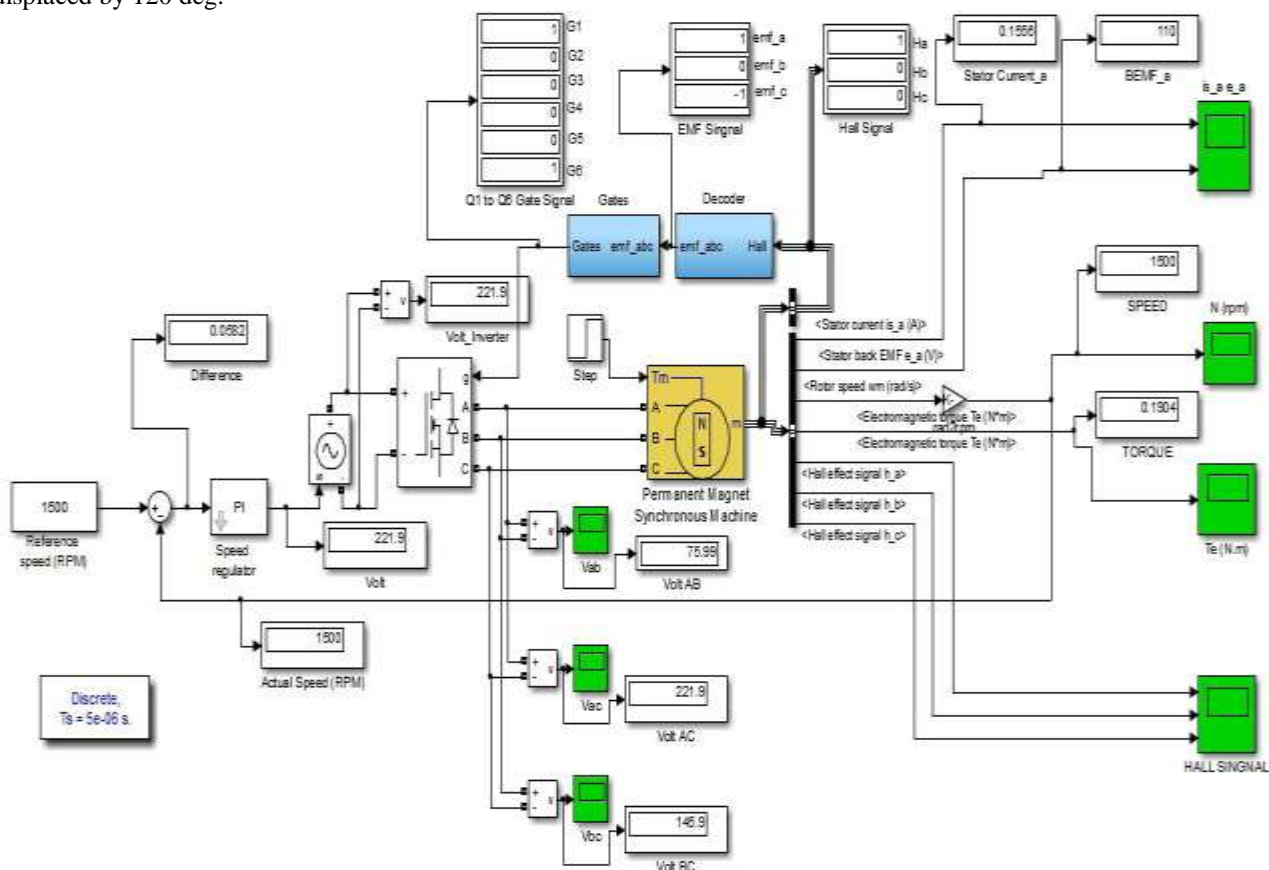 displaced by 120 deg.
1 G1
0 G2
0 G3
0 G4
0 G5
1 G6
Q1 to Q6 Gate Signal
1 emf_a
0 emf_b
-1 emf_c
EMF Singnal
1 Ha
0 Hb
0 Hc
Hall Signal
0.1556
Stator Current_a
110
BEMF_a
is_a e_a
Gates
Gates emf_abc
Decoder
emf_abc Hall
+ - v
221.9
Volt_Inverter
0.0582
Difference
Step
<Stator current is_a (A)>
<Stator back EMF e_a (V)>
<Rotor speed wm (rad/s)>
<Electromagnetic torque Te (N*m)>
<Electromagnetic torque Te (N*m)>
<Hall effect signal h_a>
<Hall effect signal h_b>
<Hall effect signal h_c>
1500
SPEED
N (rpm)
0.1904
TORQUE
Te (N.m)
g
+
-
A
B
C
+
s -
Tm
A
B
C
N
S
m
Permanent Magnet
Synchronous Machine
1500
Reference
speed (RPM)
PI
Speed
regulator
221.9
Volt
+ - v
Vab
75.99
Volt AB
1500
Actual Speed (RPM)
Discrete,
Ts = 5e-06 s.
+ - v
Vac
221.9
Volt AC
+ - v
Vbc
145.9
Volt BC
HALL SINGNAL